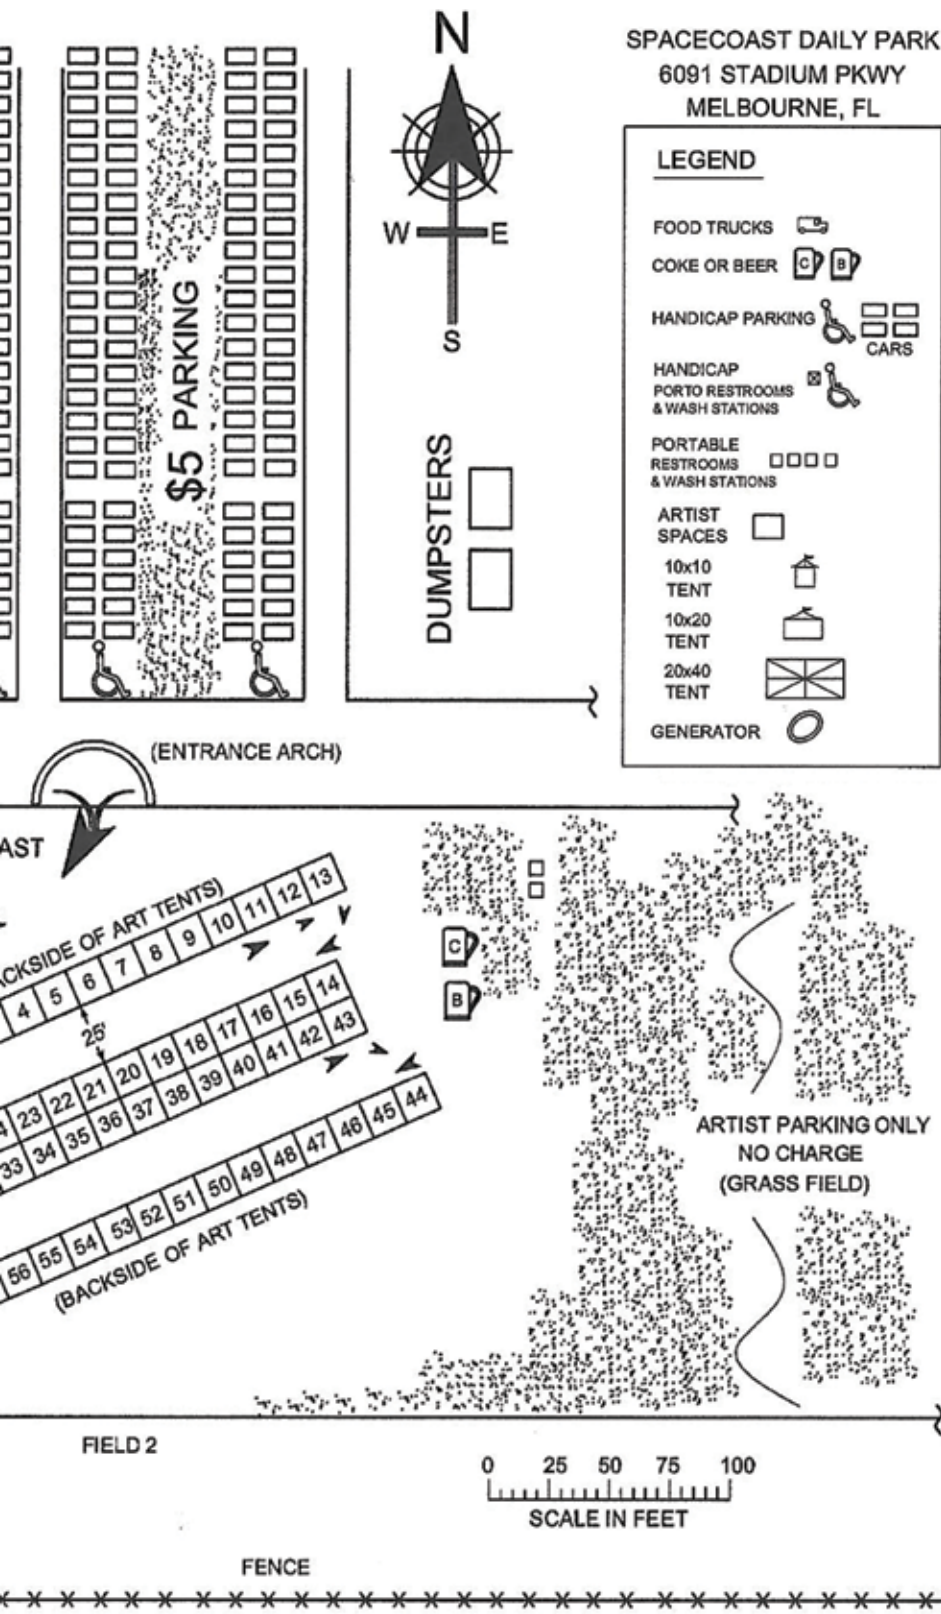 N
W E
S
SPACECOAST DAILY PARK
6091 STADIUM PKWY
MELBOURNE, FL
LEGEND
FOOD TRUCKS
COKE OR BEER C B
HANDICAP PARKING
CARS
HANDICAP
PORTO RESTROOMS
& WASH STATIONS
PORTABLE
RESTROOMS
& WASH STATIONS
ARTIST
SPACES
10x10
TENT
10x20
TENT
20x40
TENT
GENERATOR
$5 PARKING
DUMPSTERS
(ENTRANCE ARCH)
AST
ACKSIDE OF ART TENTS)
4 5 6 7 8 9 10 11 12 13
25'
4 23 22 21 20 19 18 17 16 15 14
33 34 35 36 37 38 39 40 41 42 43
56 55 54 53 52 51 50 49 48 47 46 45 44
(BACKSIDE OF ART TENTS)
C
B
ARTIST PARKING ONLY
NO CHARGE
(GRASS FIELD)
FIELD 2
0 25 50 75 100
SCALE IN FEET
FENCE